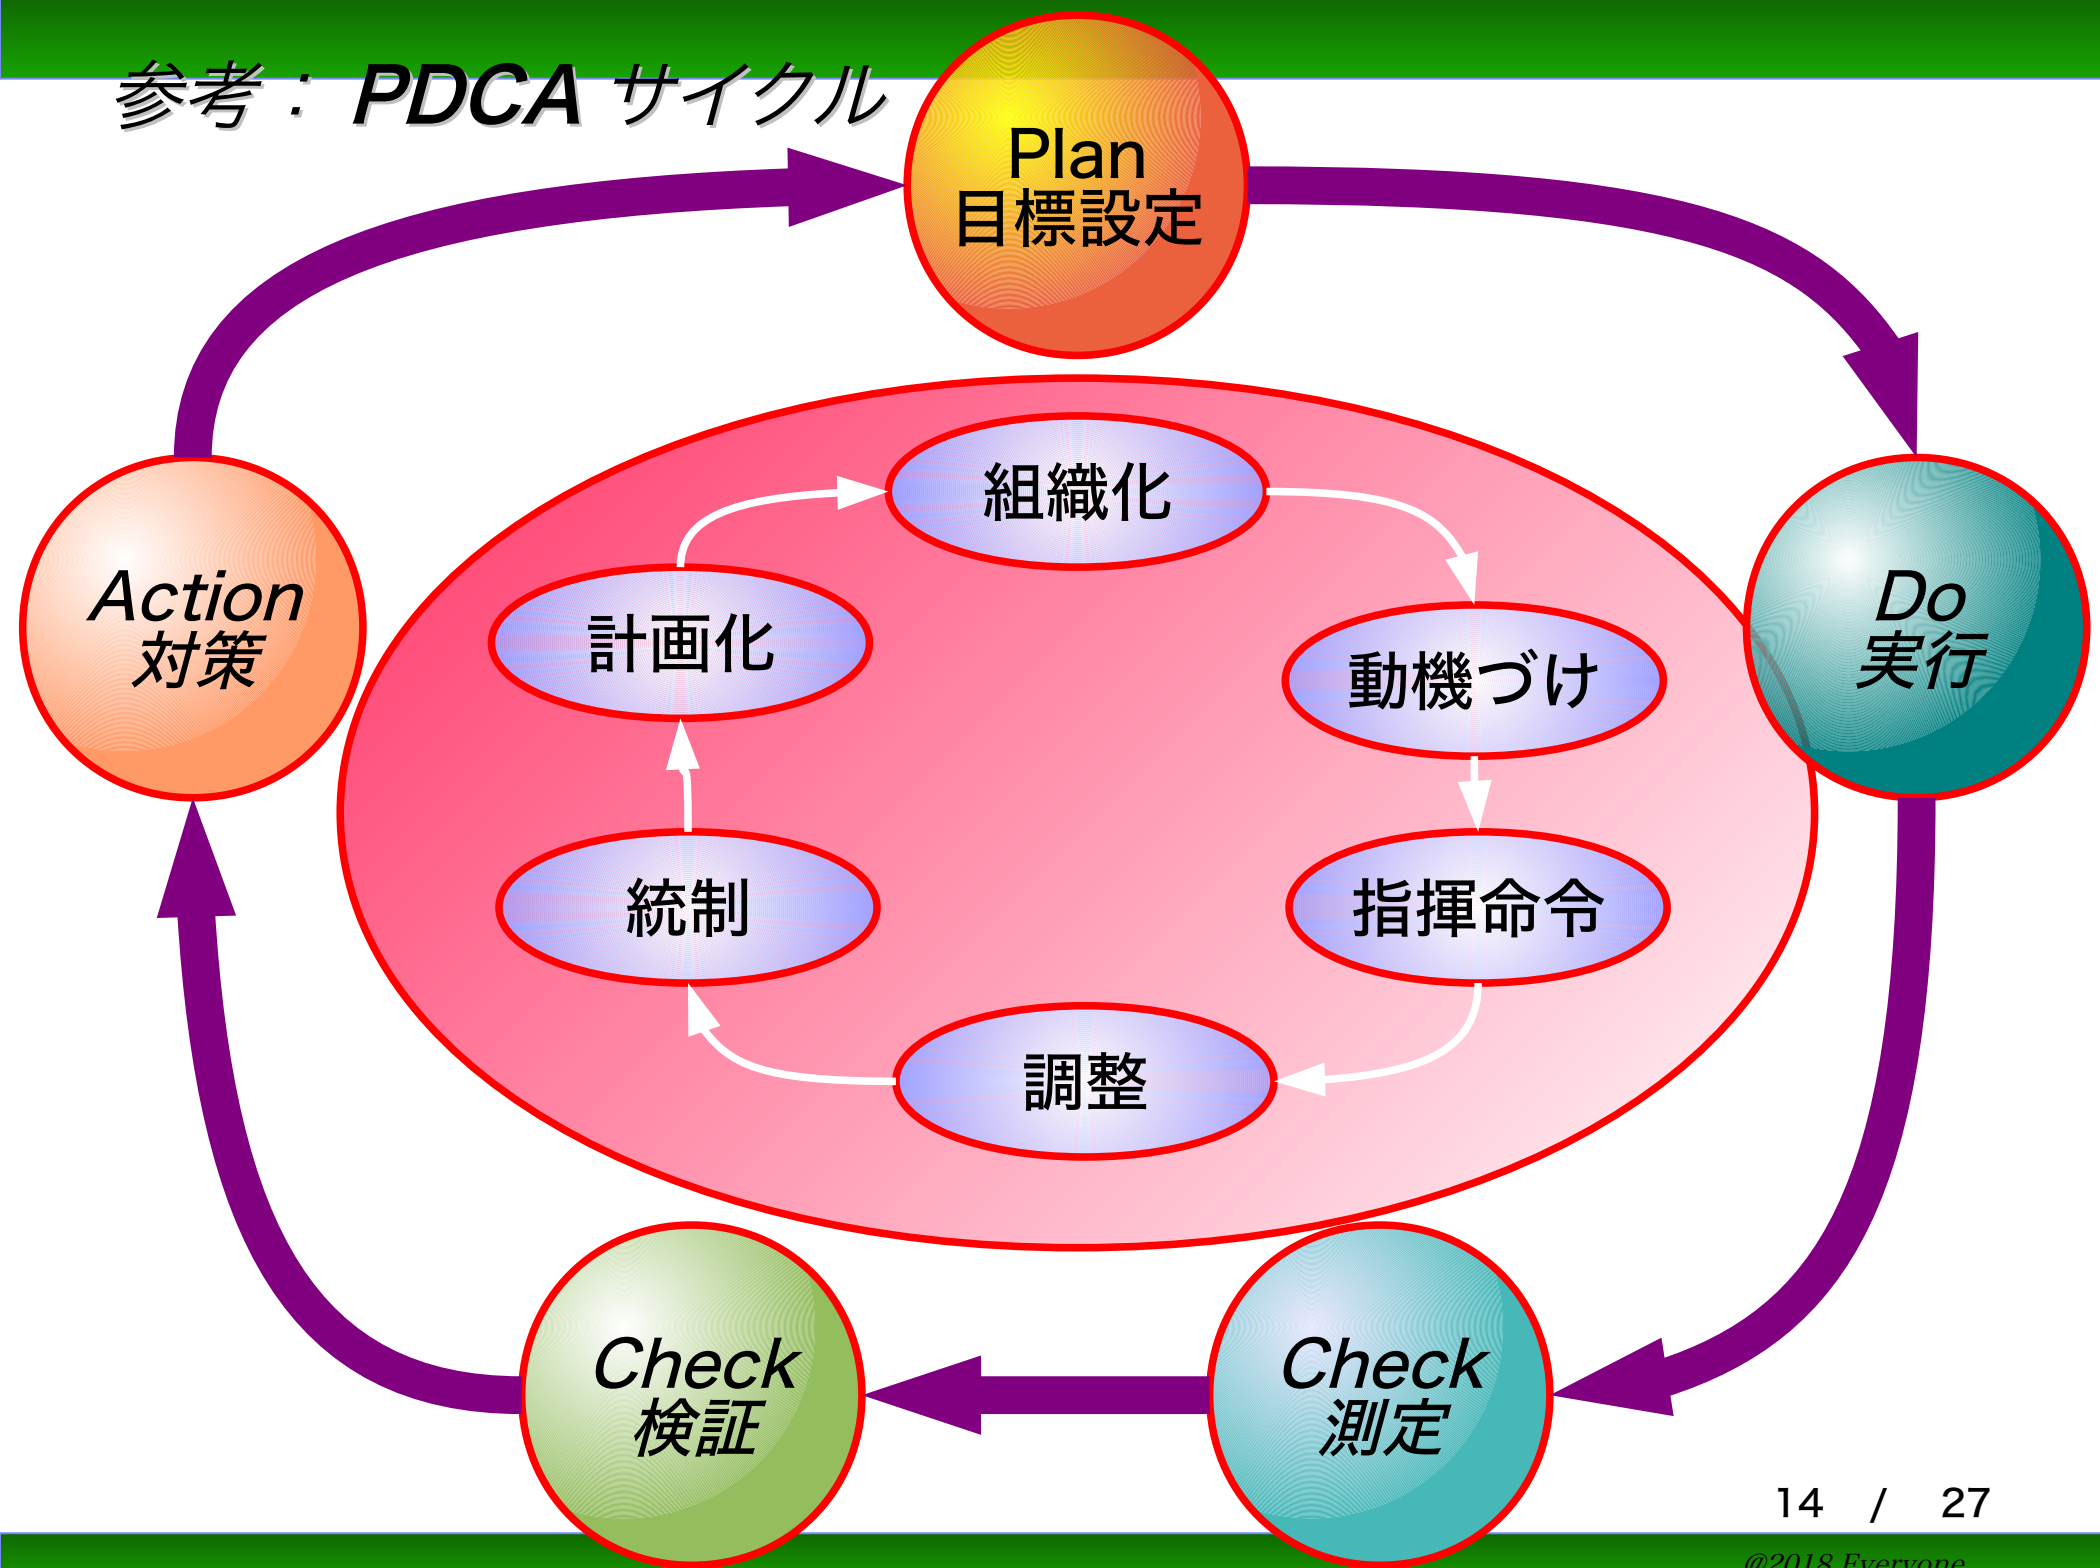 参考： PDCA サイクル
Plan
目標設定
組織化
計画化
動機づけ
Action
対策
Do
実行
統制
指揮命令
調整
Check
検証
Check
測定
14 / 27
@2018 Everyone